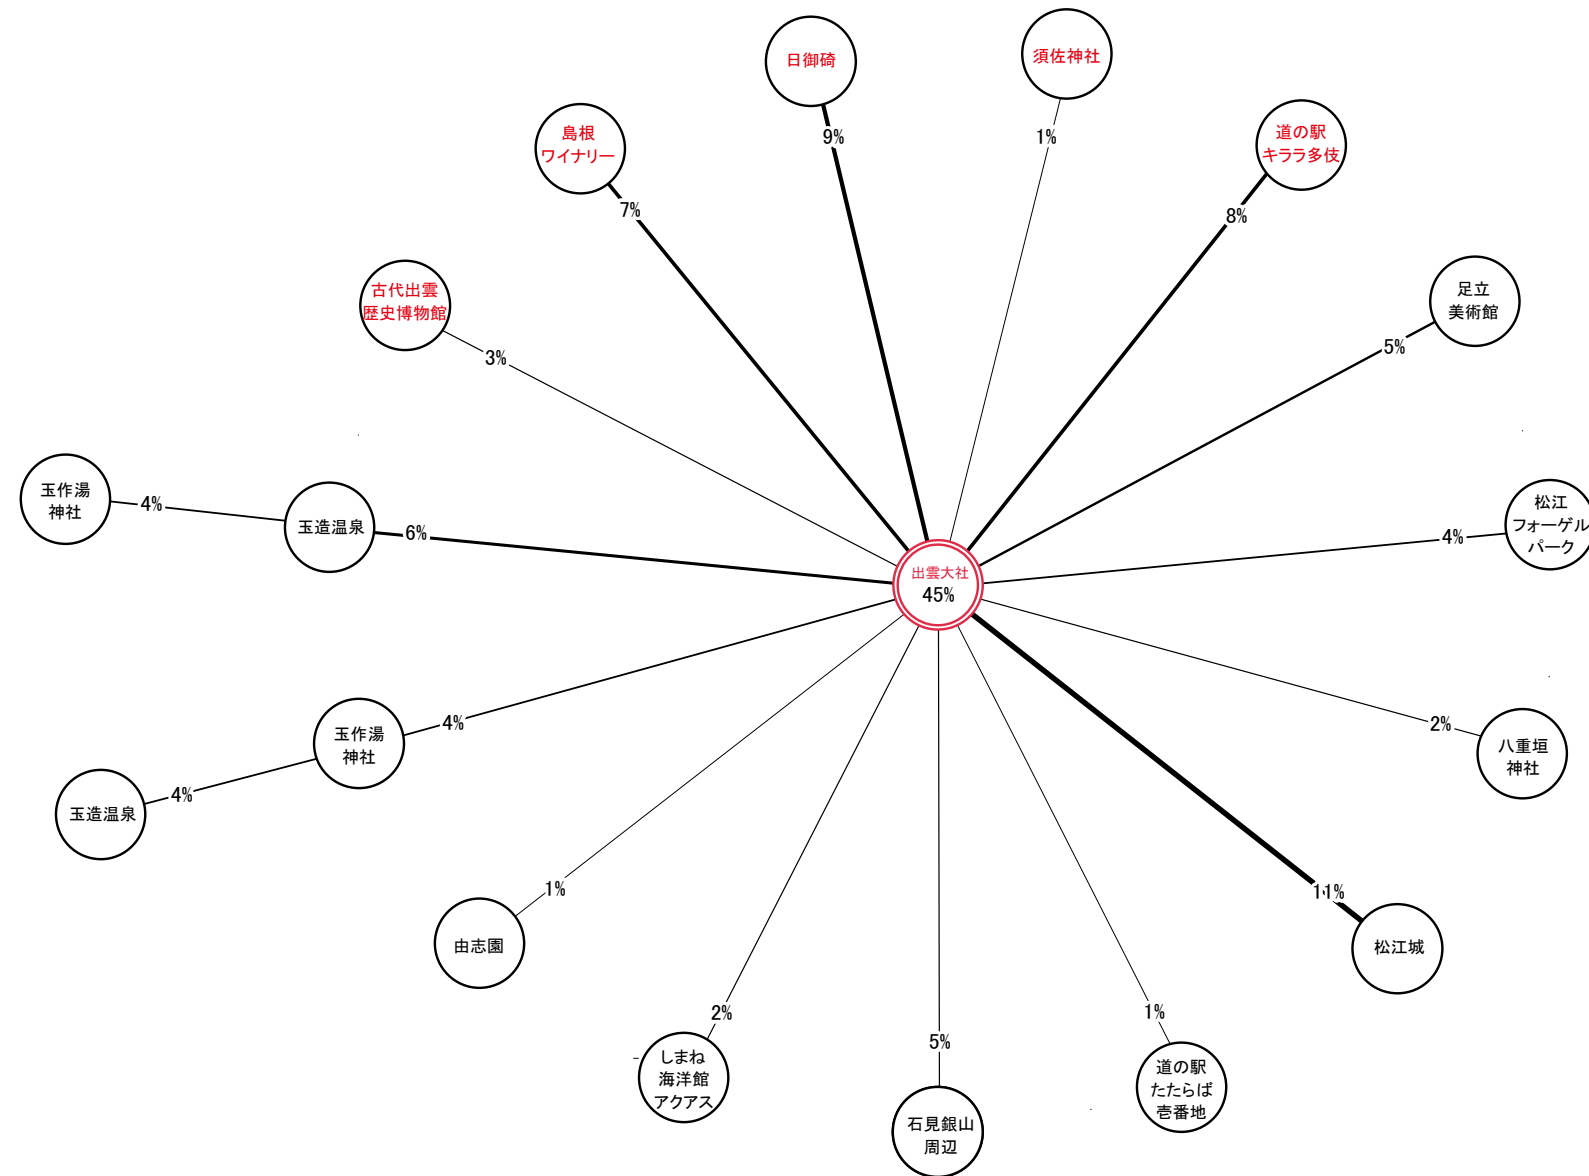 日御碕
9%
須佐神社
1%
島根
ワイナリー
7%
道の駅
キララ多伎
8%
古代出雲
歴史博物館
3%
足立
美術館
5%
玉作湯
神社
4%
玉造温泉
6%
松江
フォーゲル
パーク
4%
出雲大社
45%
玉作湯
神社
4%
玉造温泉
4%
八重垣
神社
2%
由志園
1%
松江城
11%
しまね
海洋館
アクアス
2%
石見銀山
周辺
5%
道の駅
たたらば
壱番地
1%